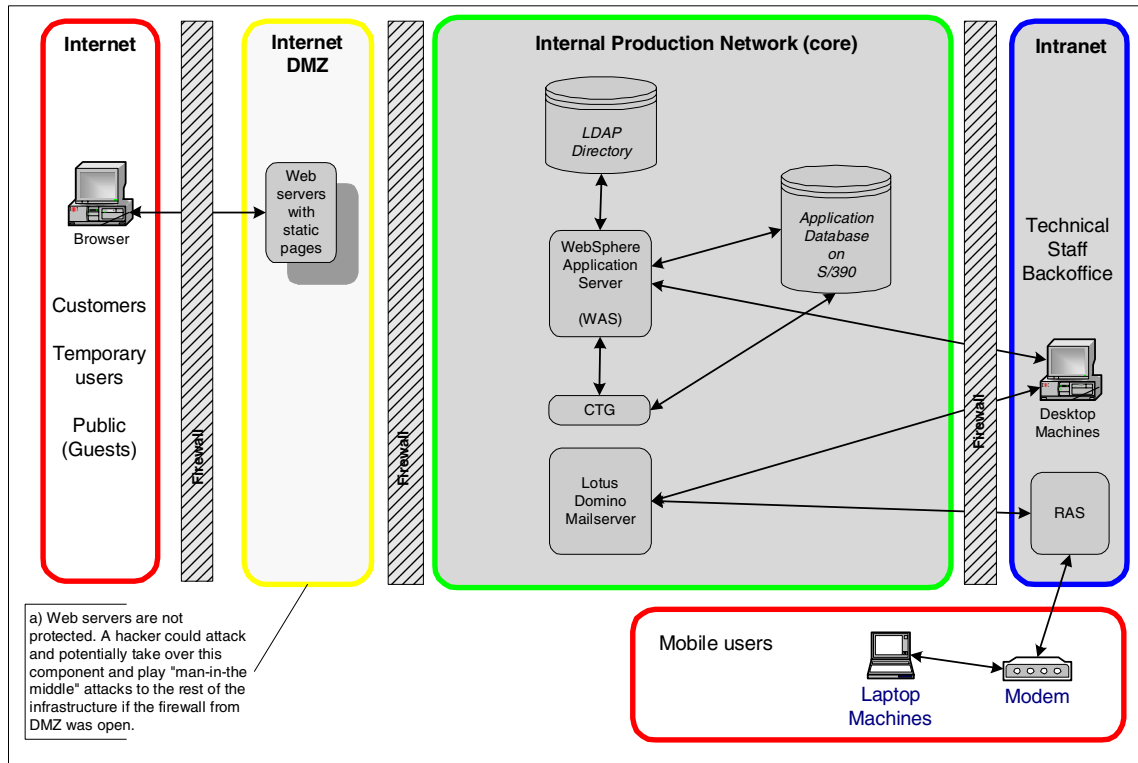 Internet
Browser
Customers
Temporary
users
Public
(Guests)
Firewall
Internet
DMZ
Web
servers
with
static
pages
Firewall
Internal Production Network (core)
LDAP
Directory
WebSphere
Application
Server
(WAS)
Application
Database
on
S/390
CTG
Lotus
Domino
Mailserver
Firewall
Intranet
Technical
Staff
Backoffice
Desktop
Machines
RAS
a) Web servers are not
protected. A hacker could attack
and potentially take over this
component and play "man-in-the
middle" attacks to the rest of the
infrastructure if the firewall from
DMZ was open.
Mobile users
Laptop
Machines
Modem